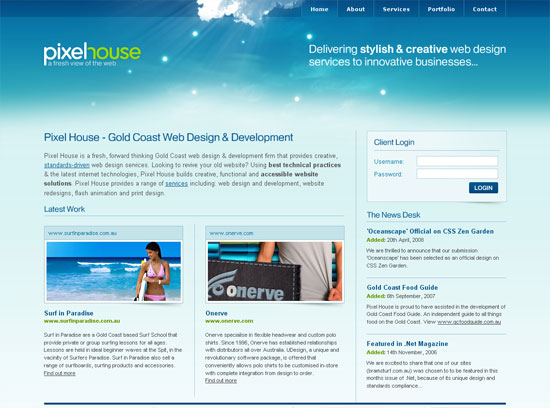 Home About Services Portfolio Contact
pixelhouse
a fresh view of the web
Delivering stylish & creative web design
services to innovative businesses...
Pixel House - Gold Coast Web Design & Development
Pixel House is a fresh, forward thinking Gold Coast web design & development firm that provides creative,
standards-driven web design services. Looking to revive your old website? Using best technical practices
& the latest internet technologies, Pixel House builds creative, functional and accessible website
solutions. Pixel House provides a range of services including: web design and development, website
redesigns, flash animation and print design.
Latest Work
www.surfinparadise.com.au
Surf in Paradise
www.surfinparadise.com.au
Surf in Paradise are a Gold Coast based Surf School that
provide private or group surfing lessons for all ages.
Lessons are held in ideal beginner waves at the Spit, in the
vacinity of Surfers Paradise. Surf in Paradise also sell a
range of surfboards, surfing products and accessories.
Find out more
www.onerve.com
onerve
Onerve
www.onerve.com
Onerve specialise in flexible headwear and custom polo
shirts. Since 1996, Onerve has established relationships
with distributors all over Australia. UDesign, a unique and
revolutionary software package, is offered that
conveniently allows polo shirts to be customised in-store
with complete integration from design to order.
Find out more
Client Login
Username:
Password:
LOGIN
The News Desk
'Oceanscape' Official on CSS Zen Garden
Added: 20th April, 2008
We are thrilled to announce that our submission
'Oceanscape' has been selected as an official design on
CSS Zen Garden.
Gold Coast Food Guide
Added: 6th September, 2007
Pixel House is proud to have assisted in the development of
Gold Coast Food Guide. An independent guide to all things
food on the Gold Coast. View www.gcfoodguide.com.au
Featured in .Net Magazine
Added: 14th November, 2006
We are excited to share that one of our sites
(bramsturf.com.au) was chosen to be featured in this
months issue of .Net, because of its unique design and
standards compliance...